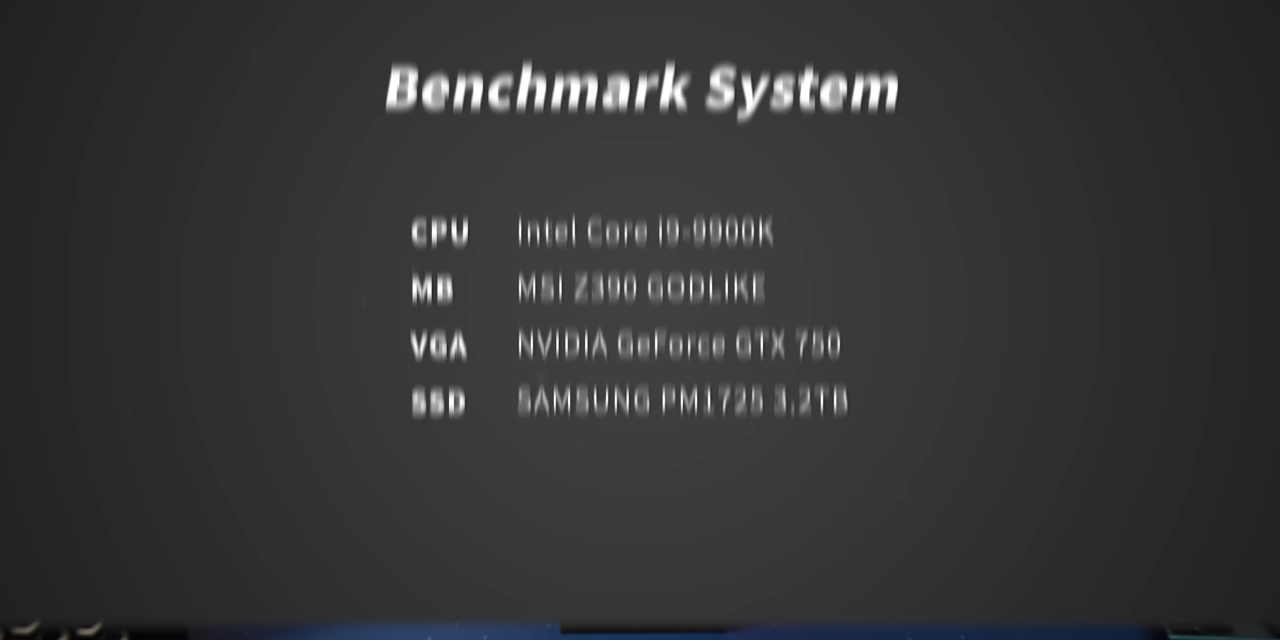 Benchmark System
CPU Intel Core i9-9900K
MB MSI Z390 GODLIKE
VGA NVIDIA GeForce GTX 750
SSD SAMSUNG PM1725 3.2TB